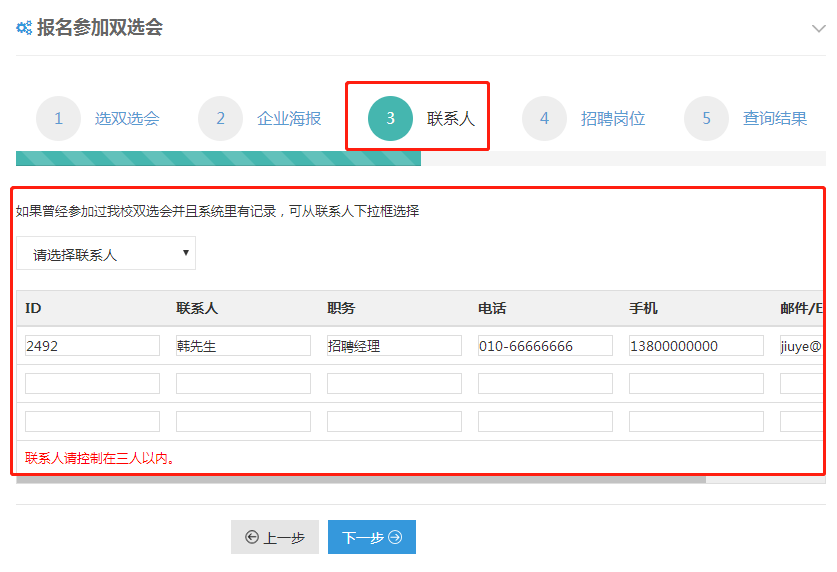 报名参加双选会
1 选双选会 2 企业海报 3 联系人 4 招聘岗位 5 查询结果
如果曾经参加过我校双选会并且系统里有记录，可从联系人下拉框选择
请选择联系人
ID 联系人 职务 电话 手机 邮件/E
2492 韩先生 招聘经理 010-66666666 13800000000 jiuye@
联系人请控制在三人以内。
上一步 下一步